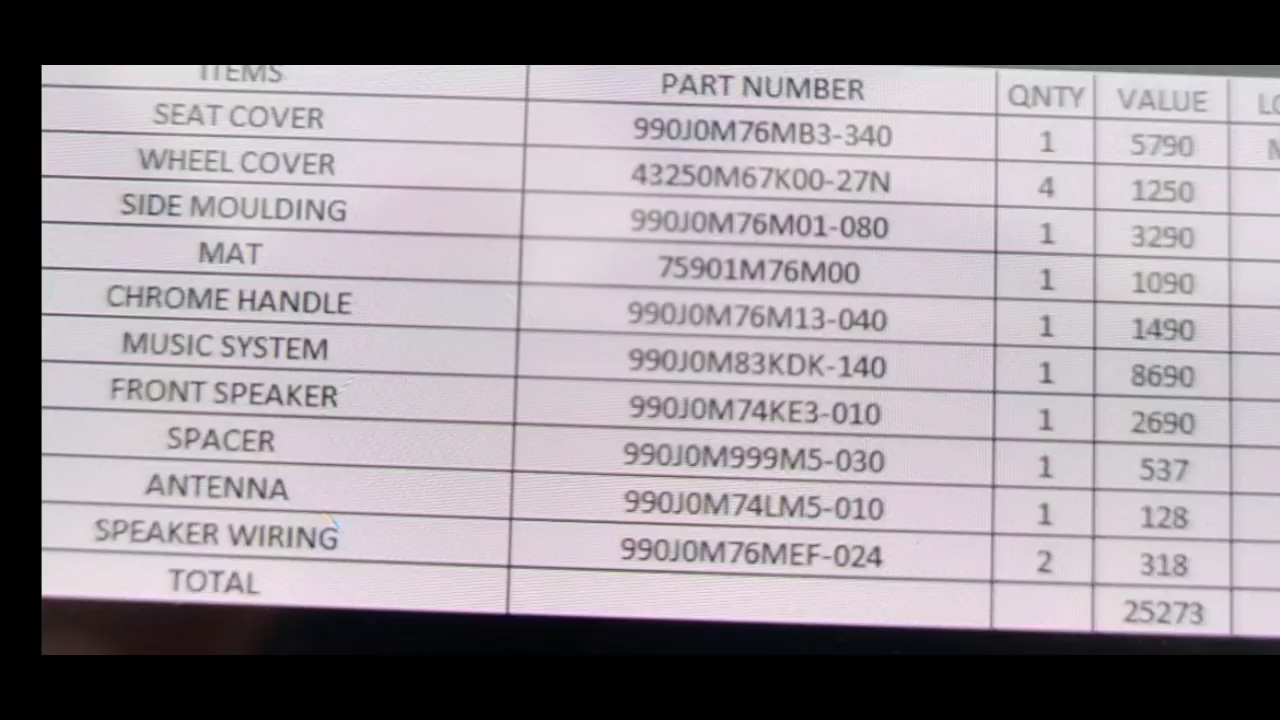 ITEMS PART NUMBER QNTY VALUE
SEAT COVER 990J0M76MB3-340 1 5790
WHEEL COVER 43250M67K00-27N 4 1250
SIDE MOULDING 990J0M76M01-080 1 3290
MAT 75901M76M00 1 1090
CHROME HANDLE 990J0M76M13-040 1 1490
MUSIC SYSTEM 990J0M83KDK-140 1 8690
FRONT SPEAKER 990J0M74KE3-010 1 2690
SPACER 990J0M999M5-030 1 537
ANTENNA 990J0M74LM5-010 1 128
SPEAKER WIRING 990J0M76MEF-024 2 318
TOTAL 25273